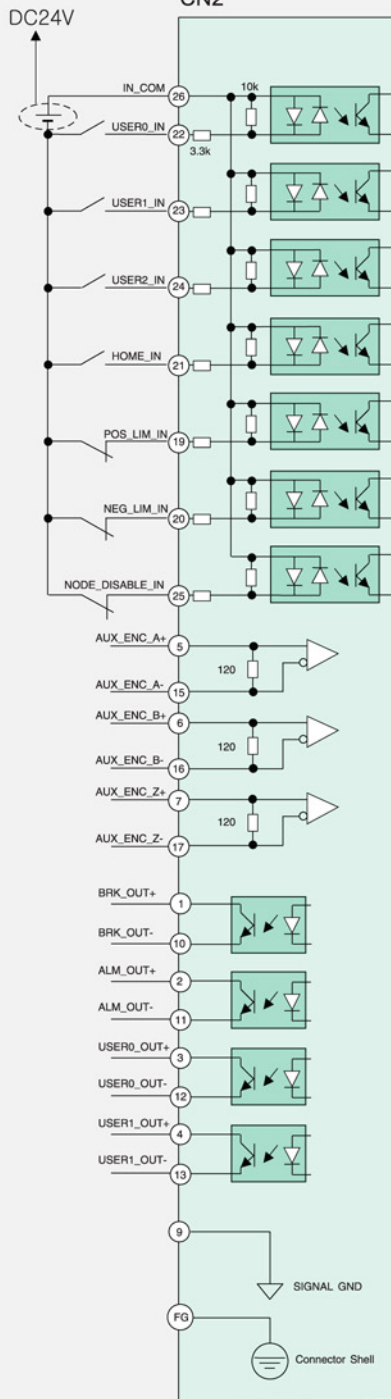 CN2
DC24V
IN_COM
26
10k
USER0_IN
22
3.3k
USER1_IN
23
USER2_IN
24
HOME_IN
21
POS_LIM_IN
19
NEG_LIM_IN
20
NODE_DISABLE_IN
25
AUX_ENC_A+
5
120
AUX_ENC_A-
15
AUX_ENC_B+
6
120
AUX_ENC_B-
16
AUX_ENC_Z+
7
120
AUX_ENC_Z-
17
BRK_OUT+
1
BRK_OUT-
10
ALM_OUT+
2
ALM_OUT-
11
USER0_OUT+
3
USER0_OUT-
12
USER1_OUT+
4
USER1_OUT-
13
9
SIGNAL GND
FG
Connector Shell